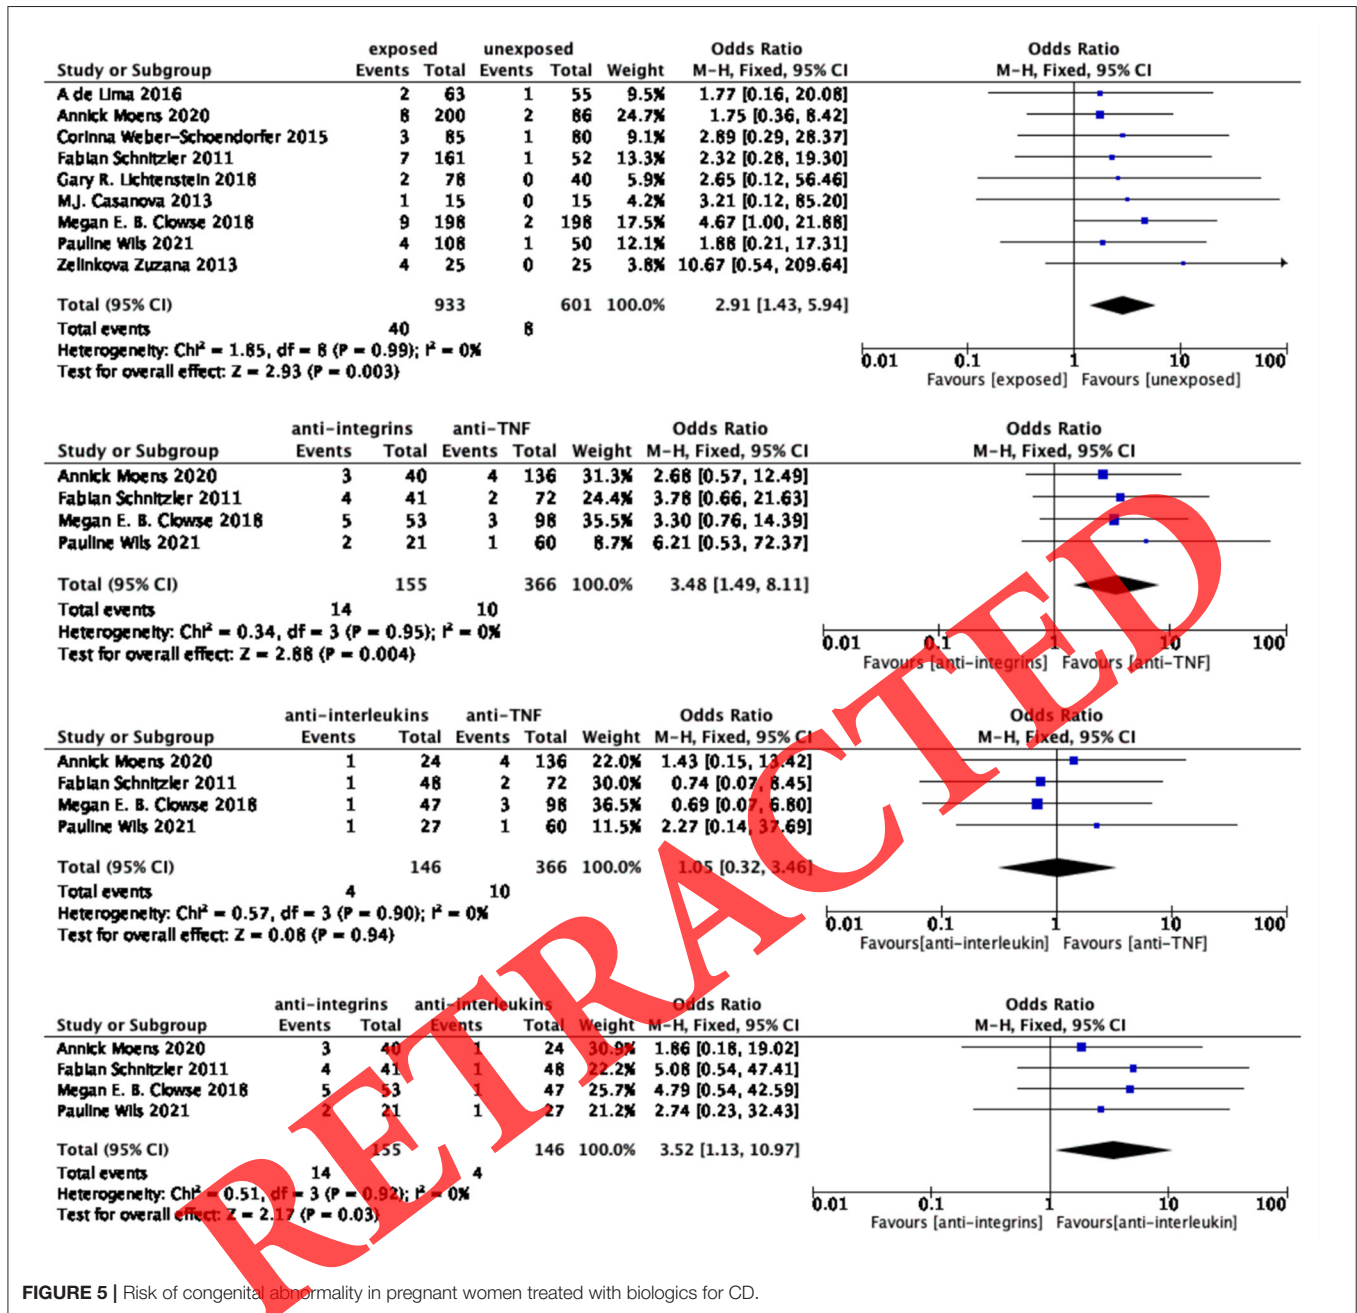 exposed unexposed Odds Ratio Odds Ratio
Study or Subgroup Events Total Events Total Weight M-H, Fixed, 95% CI M-H, Fixed, 95% CI
A de Lima 2016 2 63 1 55 9.5% 1.77 [0.16, 20.08]
Annick Moens 2020 8 200 2 86 24.7% 1.75 [0.36, 8.42]
Corinna Weber-Schoendorfer 2015 3 85 1 80 9.1% 2.89 [0.29, 28.37]
Fabian Schnitzler 2011 7 161 1 52 13.3% 2.32 [0.28, 19.30]
Gary R. Lichtenstein 2018 2 78 0 40 5.9% 2.65 [0.12, 56.46]
M.J. Casanova 2013 1 15 0 15 4.2% 3.21 [0.12, 85.20]
Megan E. B. Clowse 2018 9 198 2 198 17.5% 4.67 [1.00, 21.88]
Pauline Wils 2021 4 108 1 50 12.1% 1.88 [0.21, 17.31]
Zelinkova Zuzana 2013 4 25 0 25 3.8% 10.67 [0.54, 209.64]
Total (95% CI) 933 601 100.0% 2.91 [1.43, 5.94]
Total events 40 8
Heterogeneity: Chi² = 1.85, df = 8 (P = 0.99); I² = 0%
Test for overall effect: Z = 2.93 (P = 0.003)
0.01 0.1 1 10 100
Favours [exposed] Favours [unexposed]
anti-integrins anti-TNF Odds Ratio Odds Ratio
Study or Subgroup Events Total Events Total Weight M-H, Fixed, 95% CI M-H, Fixed, 95% CI
Annick Moens 2020 3 40 4 136 31.3% 2.68 [0.57, 12.49]
Fabian Schnitzler 2011 4 41 2 72 24.4% 3.78 [0.66, 21.63]
Megan E. B. Clowse 2018 5 53 3 98 35.5% 3.30 [0.76, 14.39]
Pauline Wils 2021 2 21 1 60 8.7% 6.21 [0.53, 72.37]
Total (95% CI) 155 366 100.0% 3.48 [1.49, 8.11]
Total events 14 10
Heterogeneity: Chi² = 0.34, df = 3 (P = 0.95); I² = 0%
Test for overall effect: Z = 2.88 (P = 0.004)
0.01 0.1 1 10 100
Favours [anti-integrins] Favours [anti-TNF]
anti-interleukins anti-TNF Odds Ratio Odds Ratio
Study or Subgroup Events Total Events Total Weight M-H, Fixed, 95% CI M-H, Fixed, 95% CI
Annick Moens 2020 1 24 4 136 22.0% 1.43 [0.15, 13.42]
Fabian Schnitzler 2011 1 48 2 72 30.0% 0.74 [0.07, 8.45]
Megan E. B. Clowse 2018 1 47 3 98 36.5% 0.69 [0.07, 6.80]
Pauline Wils 2021 1 27 1 60 11.5% 2.27 [0.14, 37.69]
Total (95% CI) 146 366 100.0% 1.05 [0.32, 3.46]
Total events 4 10
Heterogeneity: Chi² = 0.57, df = 3 (P = 0.90); I² = 0%
Test for overall effect: Z = 0.08 (P = 0.94)
0.01 0.1 1 10 100
Favours[anti-interleukin] Favours [anti-TNF]
anti-integrins anti-interleukins Odds Ratio Odds Ratio
Study or Subgroup Events Total Events Total Weight M-H, Fixed, 95% CI M-H, Fixed, 95% CI
Annick Moens 2020 3 40 1 24 30.9% 1.86 [0.18, 19.02]
Fabian Schnitzler 2011 4 41 1 48 22.2% 5.08 [0.54, 47.41]
Megan E. B. Clowse 2018 5 53 1 47 25.7% 4.79 [0.54, 42.59]
Pauline Wils 2021 2 21 1 27 21.2% 2.74 [0.23, 32.43]
Total (95% CI) 155 146 100.0% 3.52 [1.13, 10.97]
Total events 14 4
Heterogeneity: Chi² = 0.51, df = 3 (P = 0.92); I² = 0%
Test for overall effect: Z = 2.17 (P = 0.03)
0.01 0.1 1 10 100
Favours [anti-integrins] Favours[anti-interleukin]
RETRACTED
FIGURE 5 | Risk of congenital abnormality in pregnant women treated with biologics for CD.